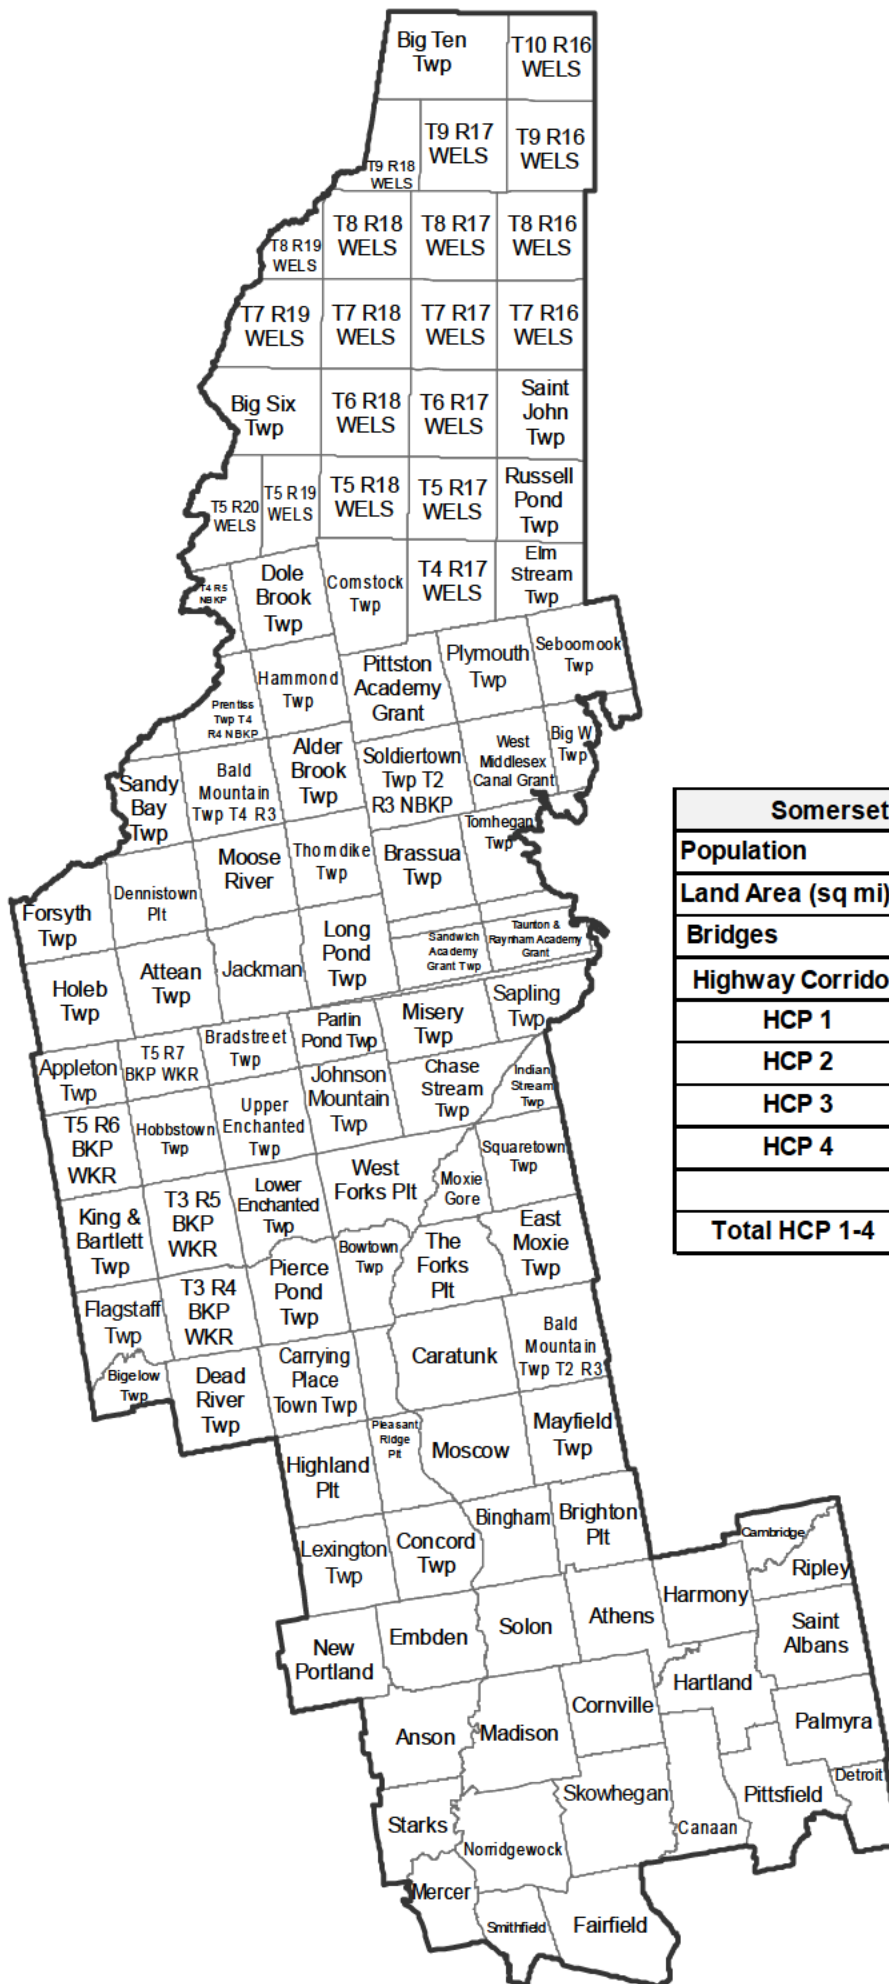 Big Ten
Twp
T10 R16
WELS
T9 R18
WELS
T9 R17
WELS
T9 R16
WELS
T8 R19
WELS
T8 R18
WELS
T8 R17
WELS
T8 R16
WELS
T7 R19
WELS
T7 R18
WELS
T7 R17
WELS
T7 R16
WELS
Big Six
Twp
T6 R18
WELS
T6 R17
WELS
Saint
John
Twp
T5 R20
WELS
T5 R19
WELS
T5 R18
WELS
T5 R17
WELS
Russell
Pond
Twp
T4 R5
NBKP
Dole
Brook
Twp
Comstock
Twp
T4 R17
WELS
Elm
Stream
Twp
Prentiss
Twp T4
R4 NBKP
Hammond
Twp
Pittston
Academy
Grant
Plymouth
Twp
Seboomook
Twp
Sandy
Bay
Twp
Bald
Mountain
Twp T4 R3
Alder
Brook
Twp
Soldiertown
Twp T2
R3 NBKP
West
Middlesex
Canal Grant
Big W
Twp
Forsyth
Twp
Dennistown
Plt
Moose
River
Thorndike
Twp
Brassua
Twp
Tomhegan
Twp
Holeb
Twp
Attean
Twp
Jackman
Long
Pond
Twp
Sandwich
Academy
Grant Twp
Taunton &
Raynham Academy
Grant
Appleton
Twp
T5 R7
BKP WKR
Bradstreet
Twp
Parlin
Pond Twp
Misery
Twp
Sapling
Twp
T5 R6
BKP
WKR
Hobbstown
Twp
Upper
Enchanted
Twp
Johnson
Mountain
Twp
Chase
Stream
Twp
Indian
Stream
Twp
King &
Bartlett
Twp
T3 R5
BKP
WKR
Lower
Enchanted
Twp
West
Forks Plt
Moxie
Gore
Squaretown
Twp
Flagstaff
Twp
T3 R4
BKP
WKR
Pierce
Pond
Twp
Bowtown
Twp
The
Forks
Plt
East
Moxie
Twp
Bigelow
Twp
Dead
River
Twp
Carrying
Place
Town Twp
Caratunk
Bald
Mountain
Twp T2 R3
Highland
Plt
Pleasant
Ridge
Plt
Moscow
Mayfield
Twp
Lexington
Twp
Concord
Twp
Bingham
Brighton
Plt
Cambridge
Ripley
New
Portland
Embden
Solon
Athens
Harmony
Saint
Albans
Anson
Madison
Cornville
Hartland
Palmyra
Starks
Norridgewock
Skowhegan
Canaan
Pittsfield
Detroit
Mercer
Smithfield
Fairfield
Somerset
Population
Land Area (sq mi)
Bridges
Highway Corrido
HCP 1
HCP 2
HCP 3
HCP 4
Total HCP 1-4